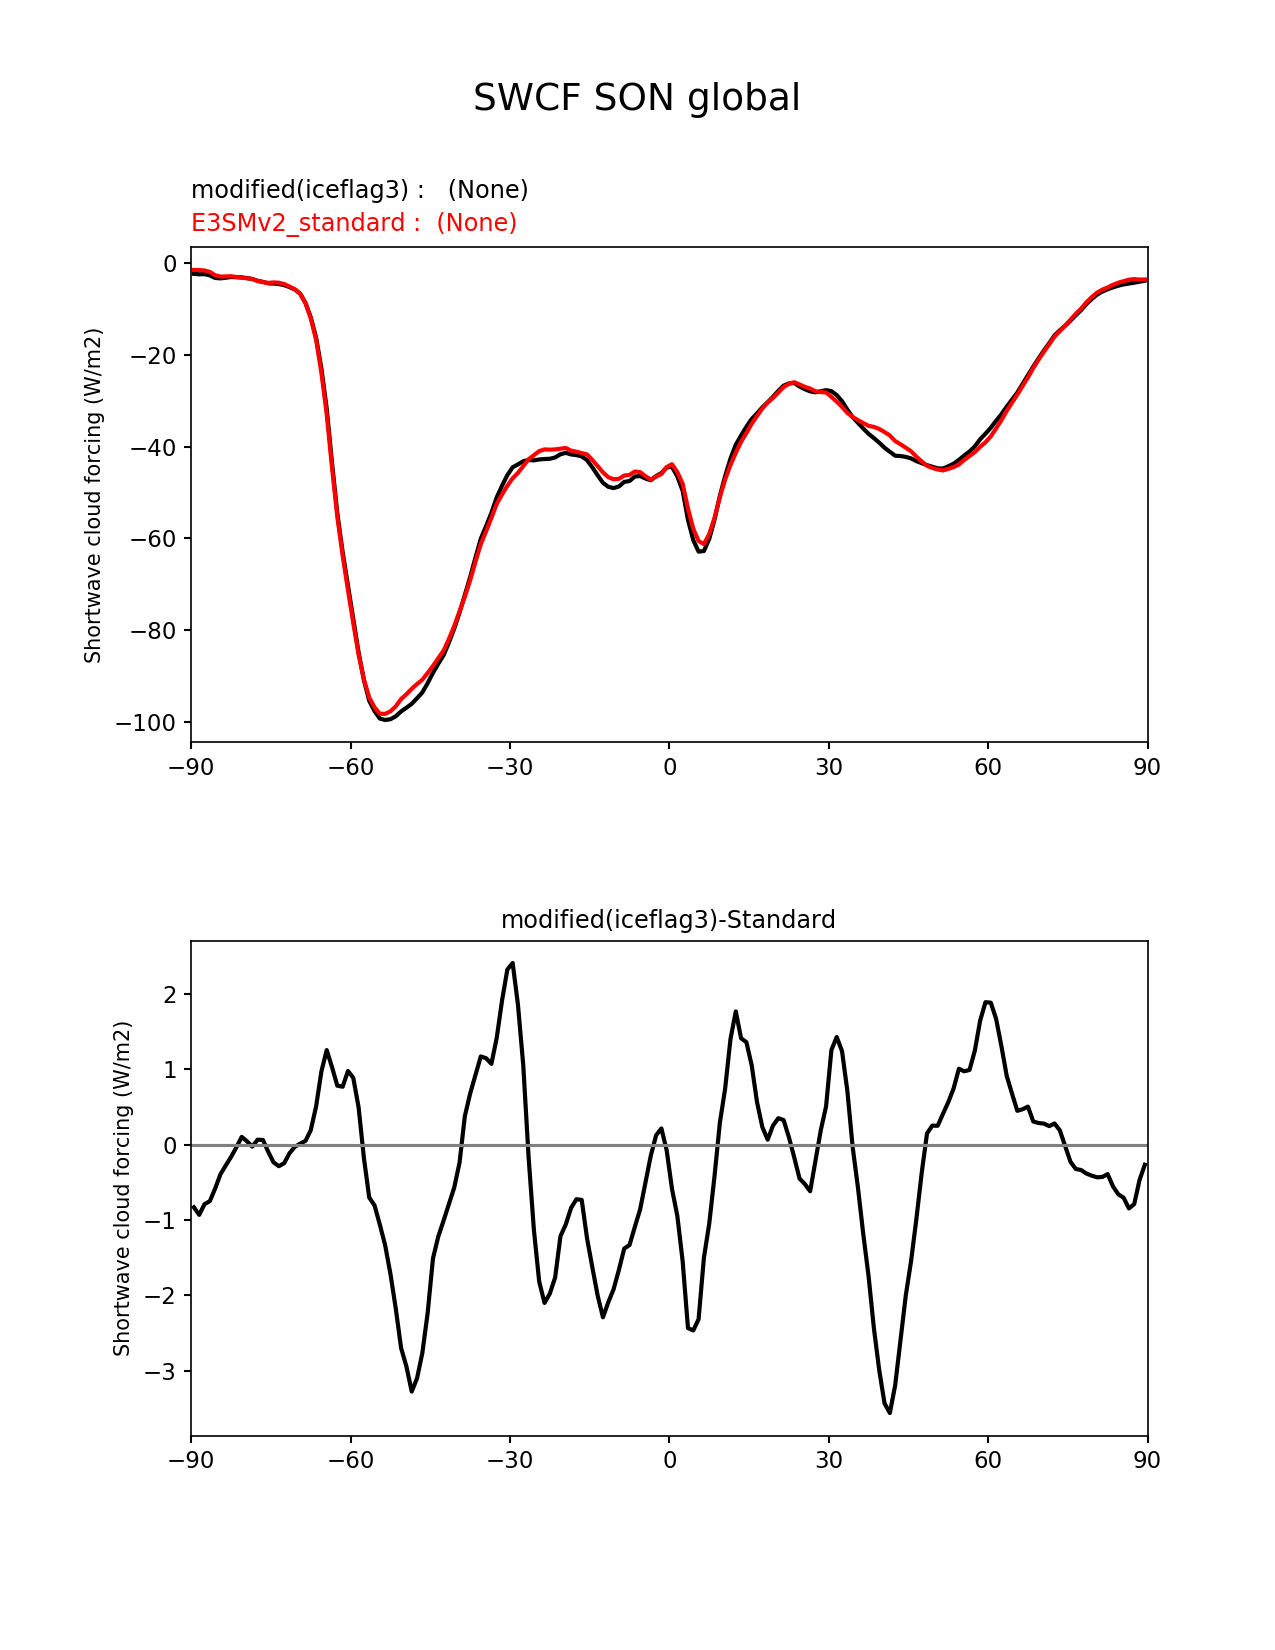 SWCF SON global
modified(iceflag3) :   (None)
E3SMv2_standard :  (None)
0
−20
−40
−60
−80
−100
Shortwave cloud forcing (W/m2)
−90 −60 −30 0 30 60 90
modified(iceflag3)-Standard
2
1
0
−1
−2
−3
Shortwave cloud forcing (W/m2)
−90 −60 −30 0 30 60 90